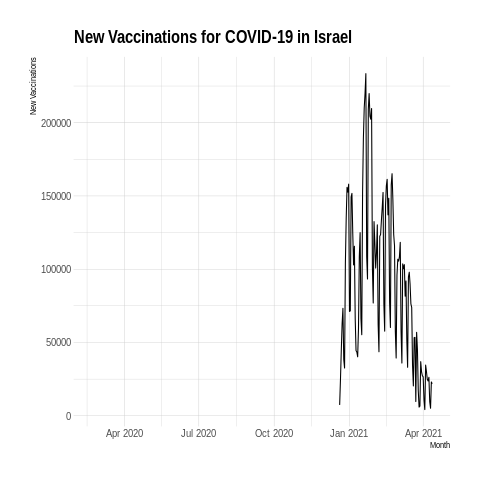 New Vaccinations for COVID-19 in Israel
New Vaccinations
200000
150000
100000
50000
0
Apr 2020 Jul 2020 Oct 2020 Jan 2021 Apr 2021
Month